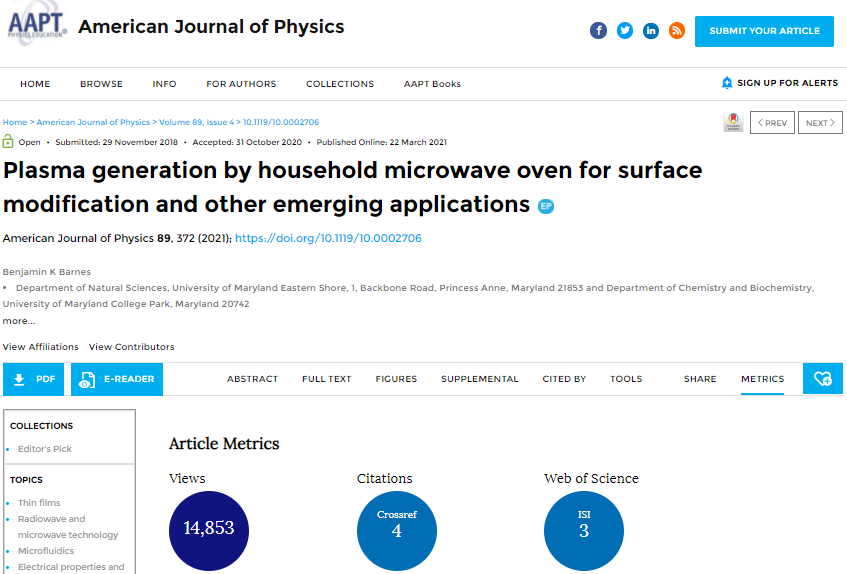 AAPT
PHYSICS EDUCATION
American Journal of Physics
SUBMIT YOUR ARTICLE
HOME BROWSE INFO FOR AUTHORS COLLECTIONS AAPT Books SIGN UP FOR ALERTS
Home > American Journal of Physics > Volume 89, Issue 4 > 10.1119/10.0002706
< PREV NEXT >
Open • Submitted: 29 November 2018 • Accepted: 31 October 2020 • Published Online: 22 March 2021
Plasma generation by household microwave oven for surface
modification and other emerging applications EP
American Journal of Physics 89, 372 (2021); https://doi.org/10.1119/10.0002706
Benjamin K Barnes
• Department of Natural Sciences, University of Maryland Eastern Shore, 1, Backbone Road, Princess Anne, Maryland 21853 and Department of Chemistry and Biochemistry,
University of Maryland College Park, Maryland 20742
more...
View Affiliations View Contributors
PDF E-READER ABSTRACT FULL TEXT FIGURES SUPPLEMENTAL CITED BY TOOLS SHARE METRICS
COLLECTIONS
• Editor's Pick
TOPICS
• Thin films
• Radiowave and
microwave technology
• Microfluidics
• Electrical properties and
Article Metrics
Views Citations Web of Science
14,853
Crossref
4
ISI
3